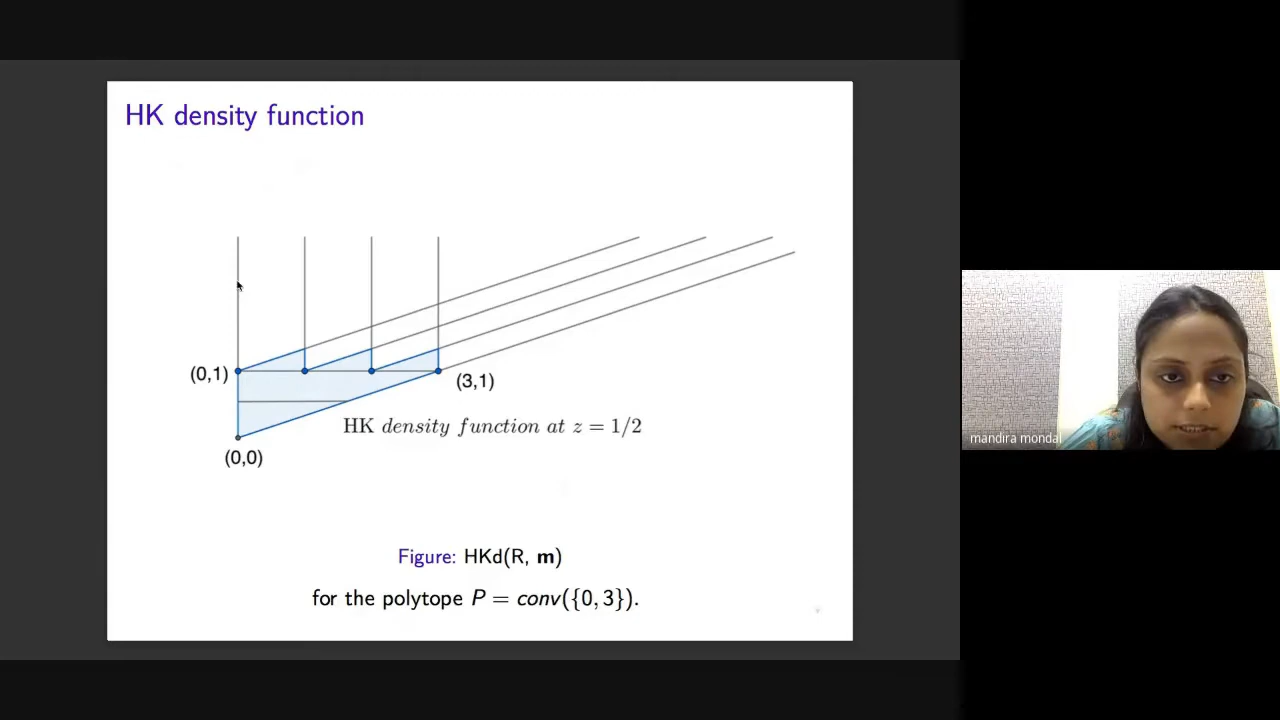 HK density function
(0,1)
(3,1)
HK density function at z = 1/2
(0,0)
Figure: HKd(R, m)
for the polytope P = conv({0, 3}).
mandira mondal